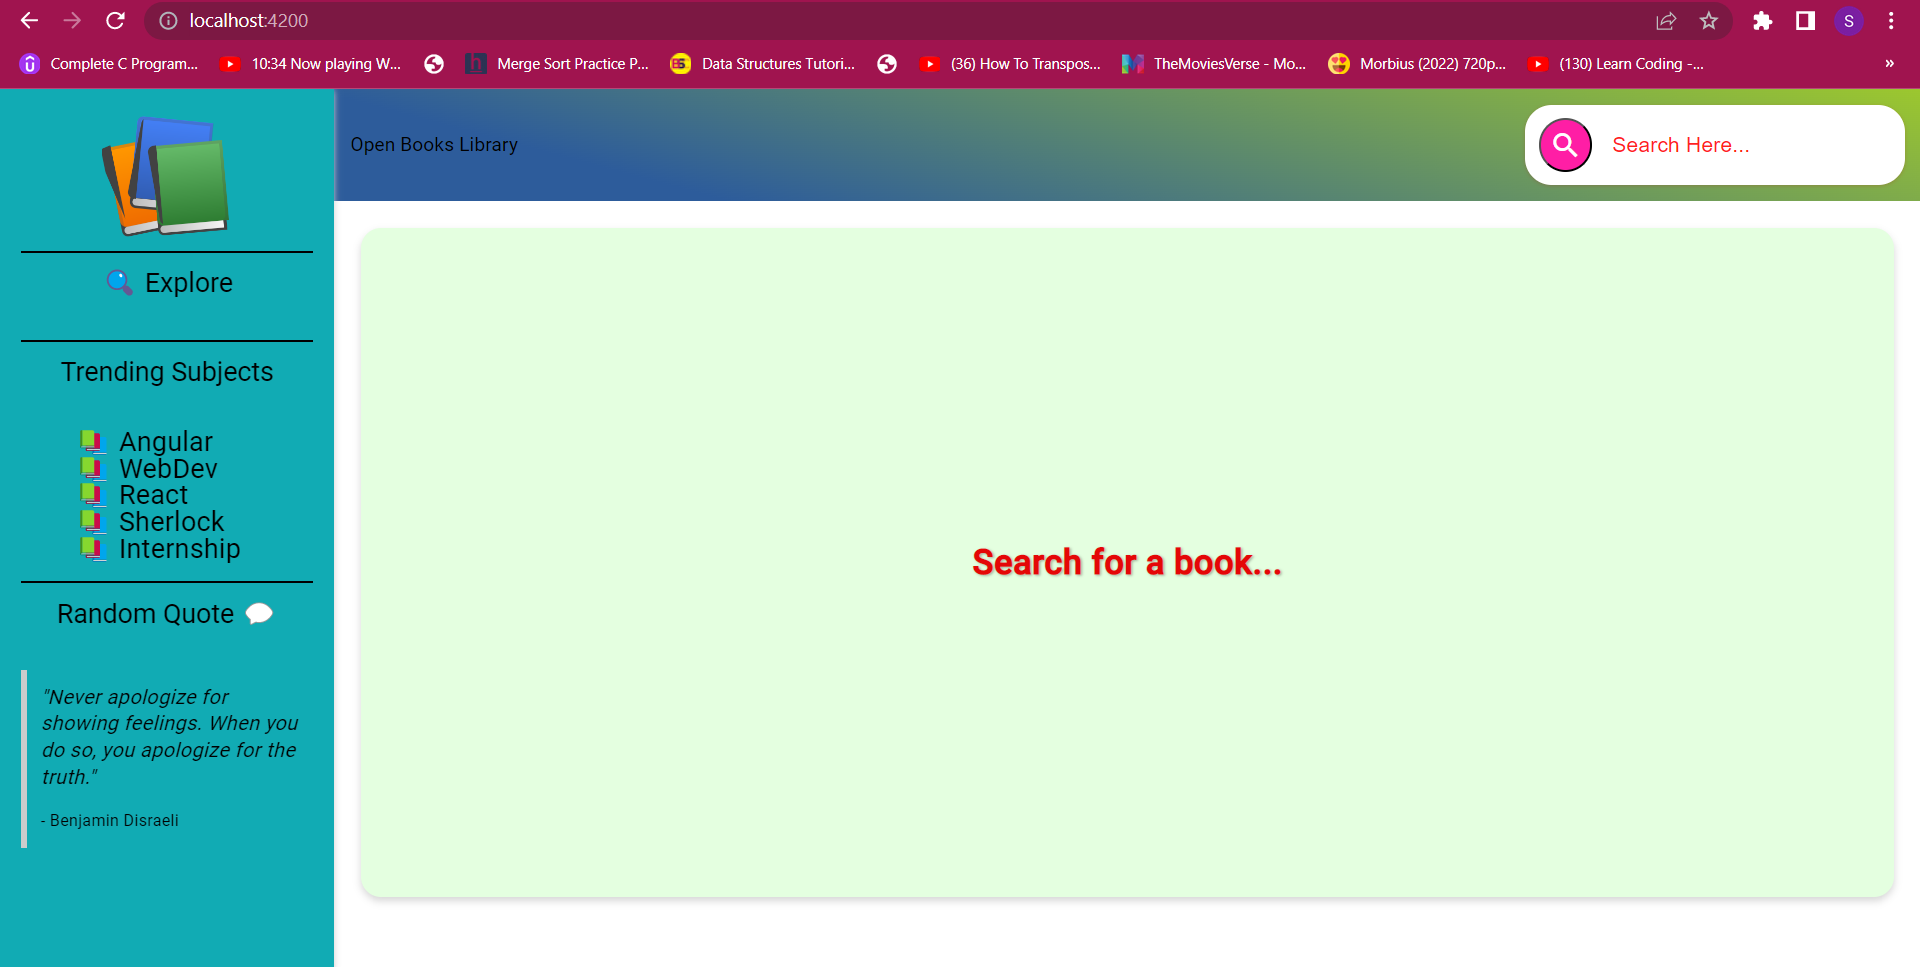 localhost:4200
S
Complete C Program...
10:34 Now playing W...
Merge Sort Practice P...
Data Structures Tutori...
(36) How To Transpos...
TheMoviesVerse - Mo...
Morbius (2022) 720p...
(130) Learn Coding -...
»
Open Books Library
Search Here...
Explore
Trending Subjects
Angular
WebDev
React
Sherlock
Internship
Random Quote
"Never apologize for
showing feelings. When you
do so, you apologize for the
truth."
- Benjamin Disraeli
Search for a book...